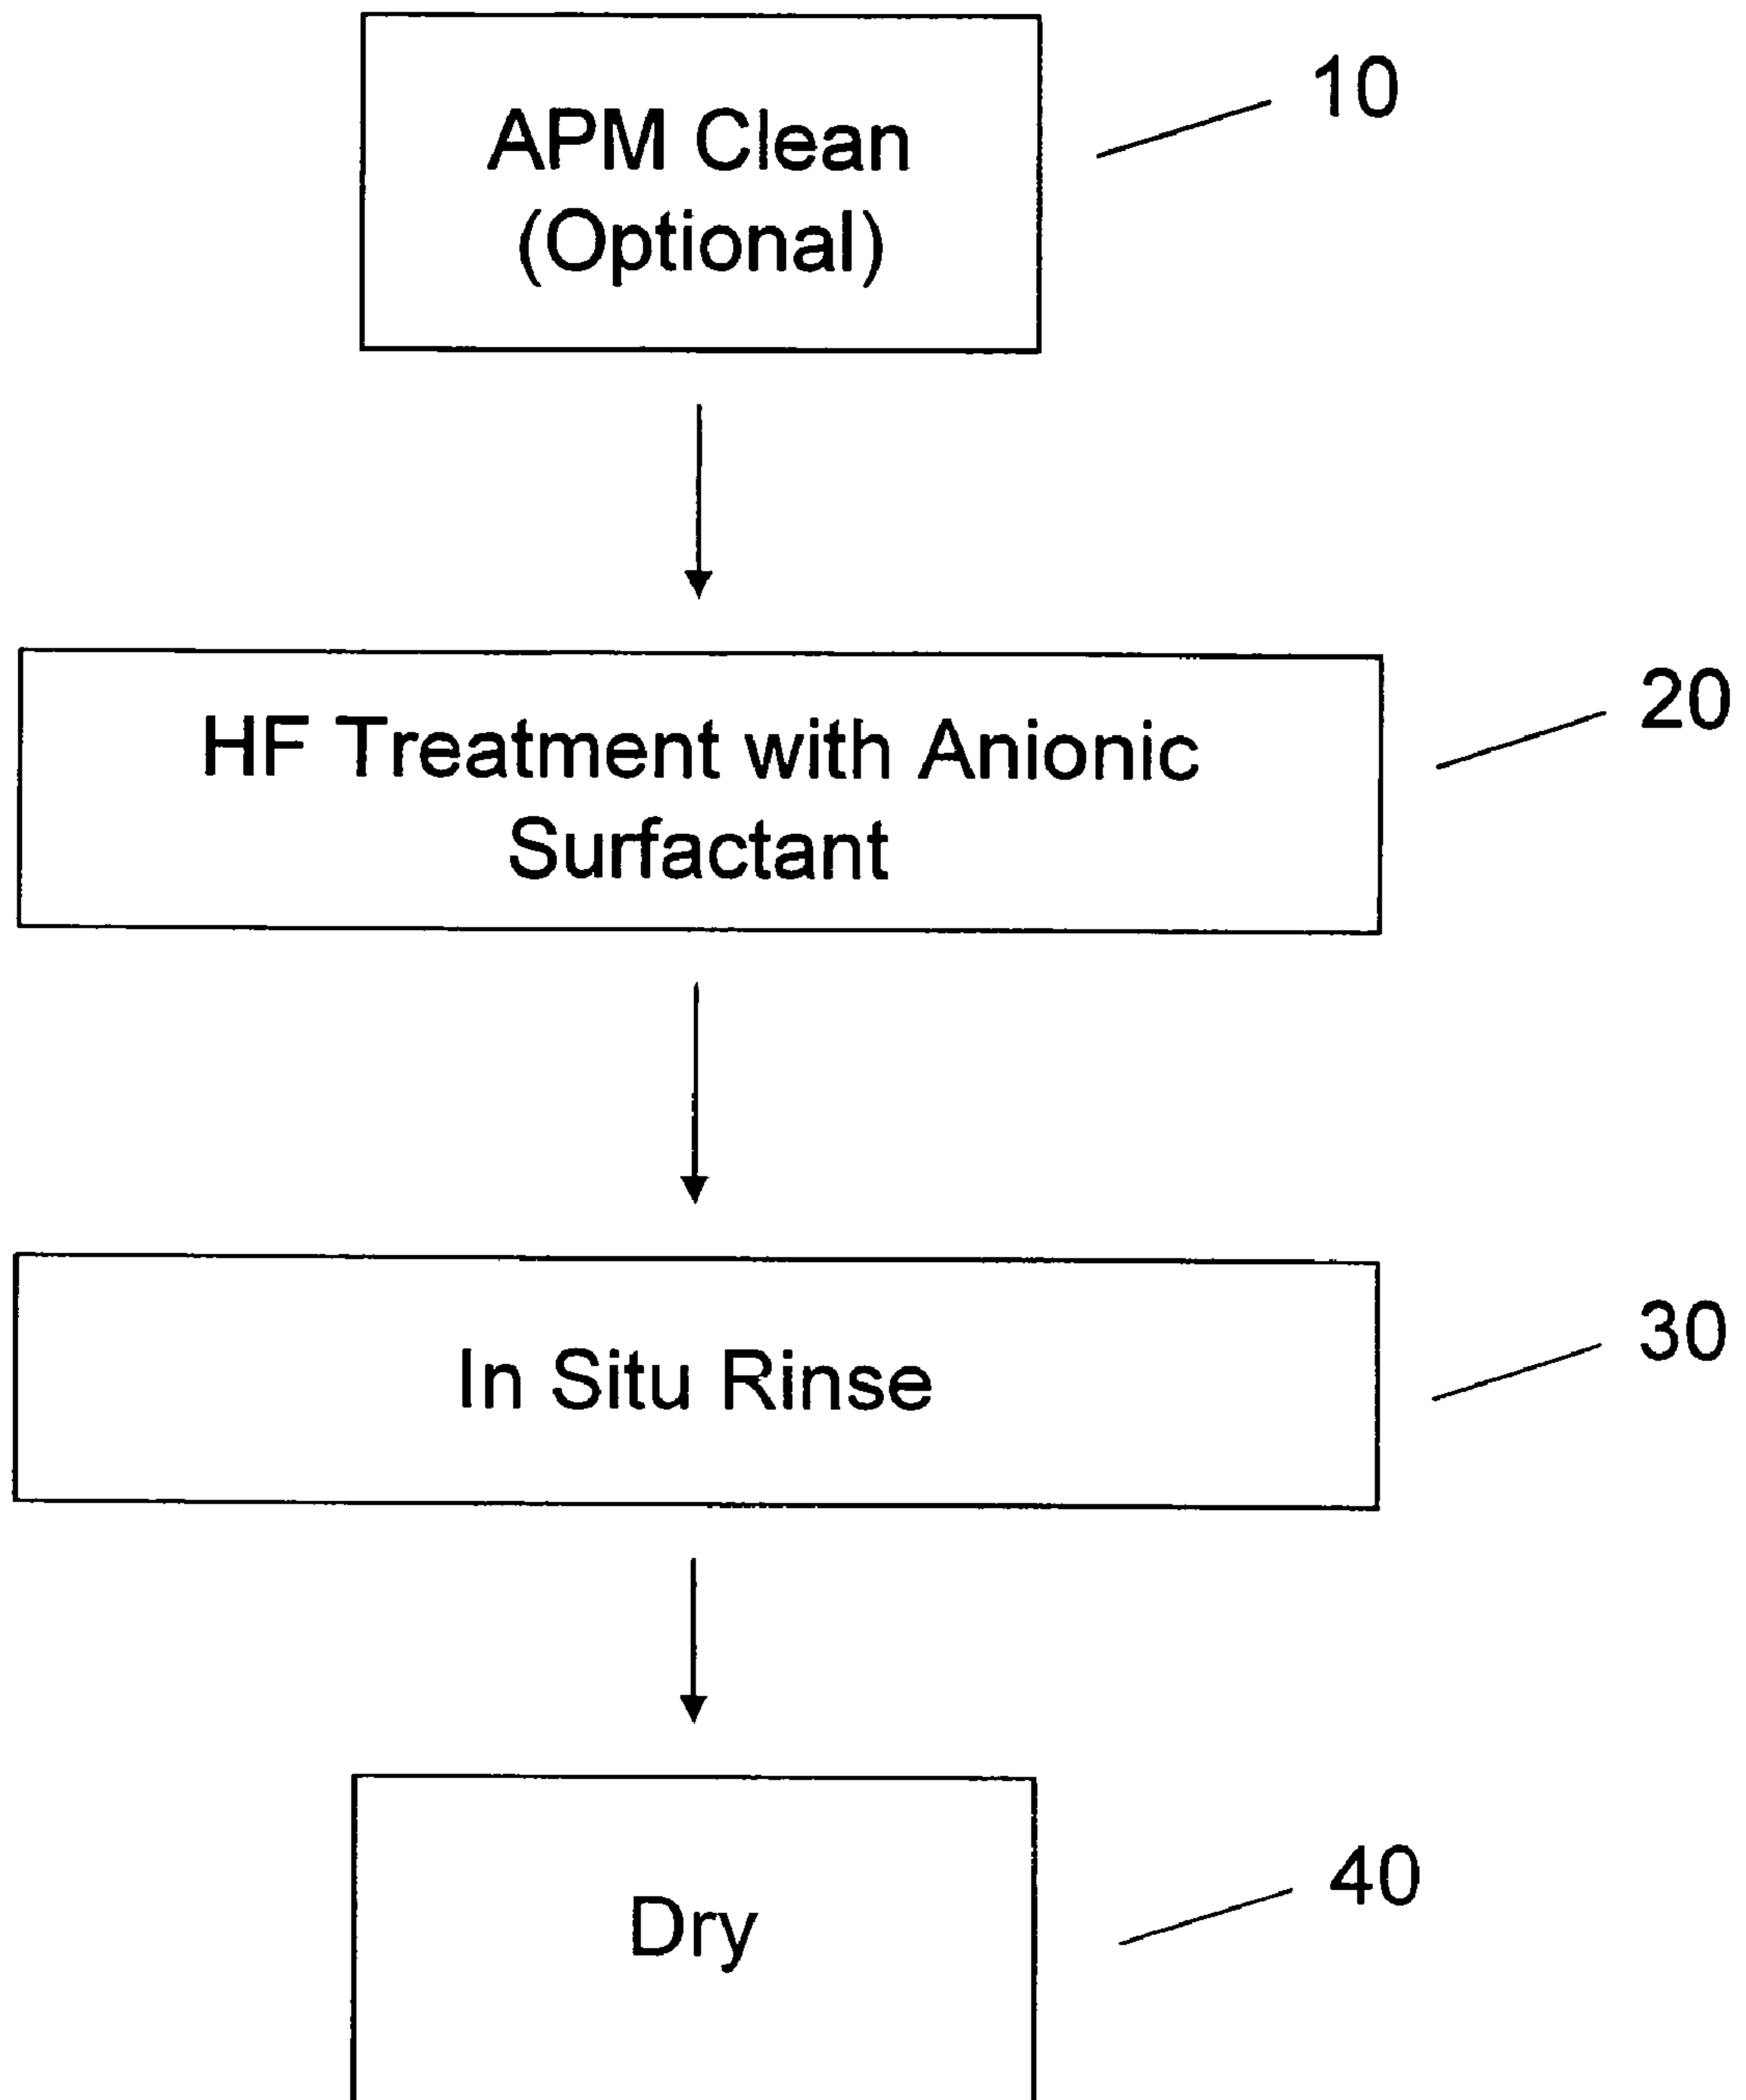 APM Clean
(Optional)
10
HF Treatment with Anionic
Surfactant
20
In Situ Rinse
30
Dry
40